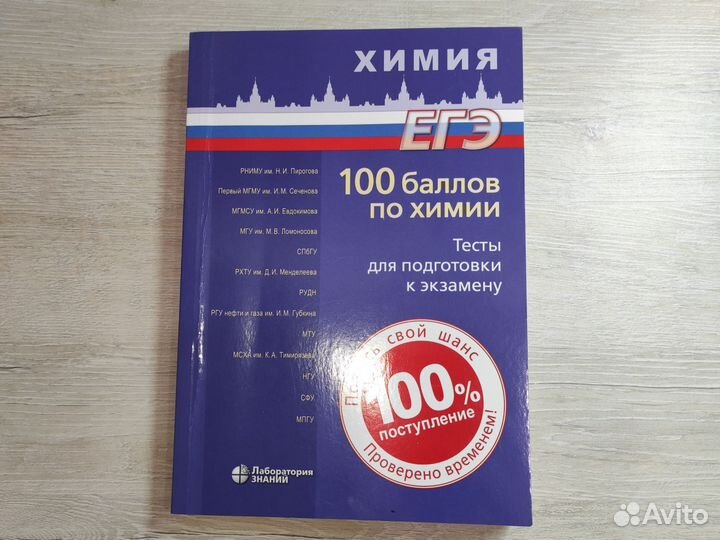 ХИМИЯ
ЕГЭ
РНИМУ им. Н. И. Пирогова
Первый МГМУ им. И. М. Сеченова
МГМСУ им. А. И. Евдокимова
МГУ им. М. В. Ломоносова
СПбГУ
РХТУ им. Д. И. Менделеева
РУДН
РГУ нефти и газа им. И. М. Губкина
МТУ
МСХА им. К. А. Тимирязева
НГУ
СФУ
МПГУ
100 баллов
по химии
Тесты
для подготовки
к экзамену
свой шанс
100%
поступление
Проверено временем!
Лаборатория
ЗНАНИЙ
Avito